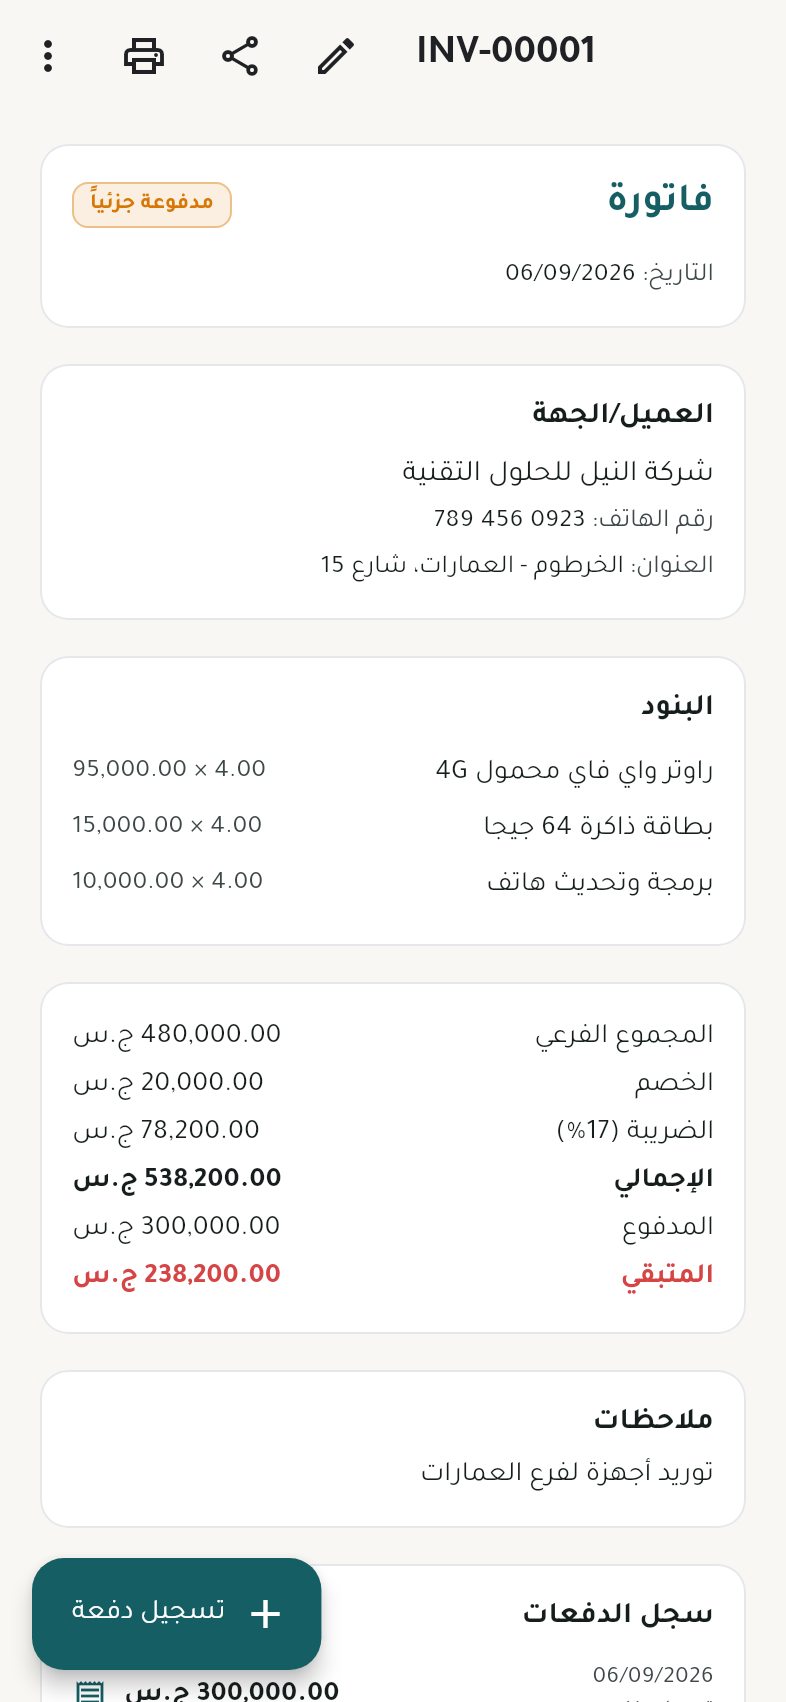 INV-00001
فاتورة
مدفوعة جزئياً
التاريخ: 06/09/2026
العميل/الجهة
شركة النيل للحلول التقنية
رقم الهاتف: 0923 456 789
العنوان: الخرطوم - العمارات، شارع 15
البنود
راوتر واي فاي محمول 4G 4.00 × 95,000.00
بطاقة ذاكرة 64 جيجا 4.00 × 15,000.00
برمجة وتحديث هاتف 4.00 × 10,000.00
المجموع الفرعي 480,000.00 ج.س
الخصم 20,000.00 ج.س
الضريبة (17%) 78,200.00 ج.س
الإجمالي 538,200.00 ج.س
المدفوع 300,000.00 ج.س
المتبقي 238,200.00 ج.س
ملاحظات
توريد أجهزة لفرع العمارات
سجل الدفعات
تسجيل دفعة
06/09/2026
300,000.00 ج.س